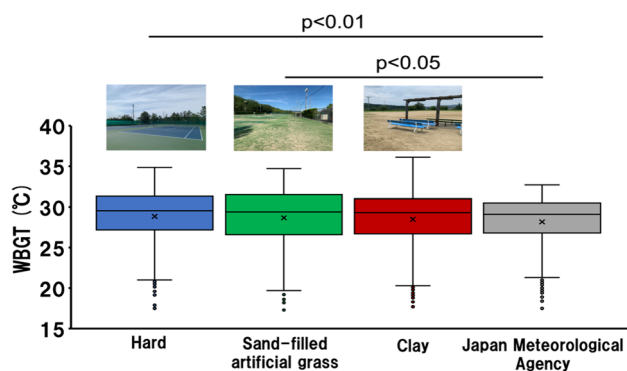 p<0.01
p<0.05
WBGT (℃)
40
35
30
25
20
15
Hard
Sand-filled
artificial grass
Clay
Japan Meteorological
Agency